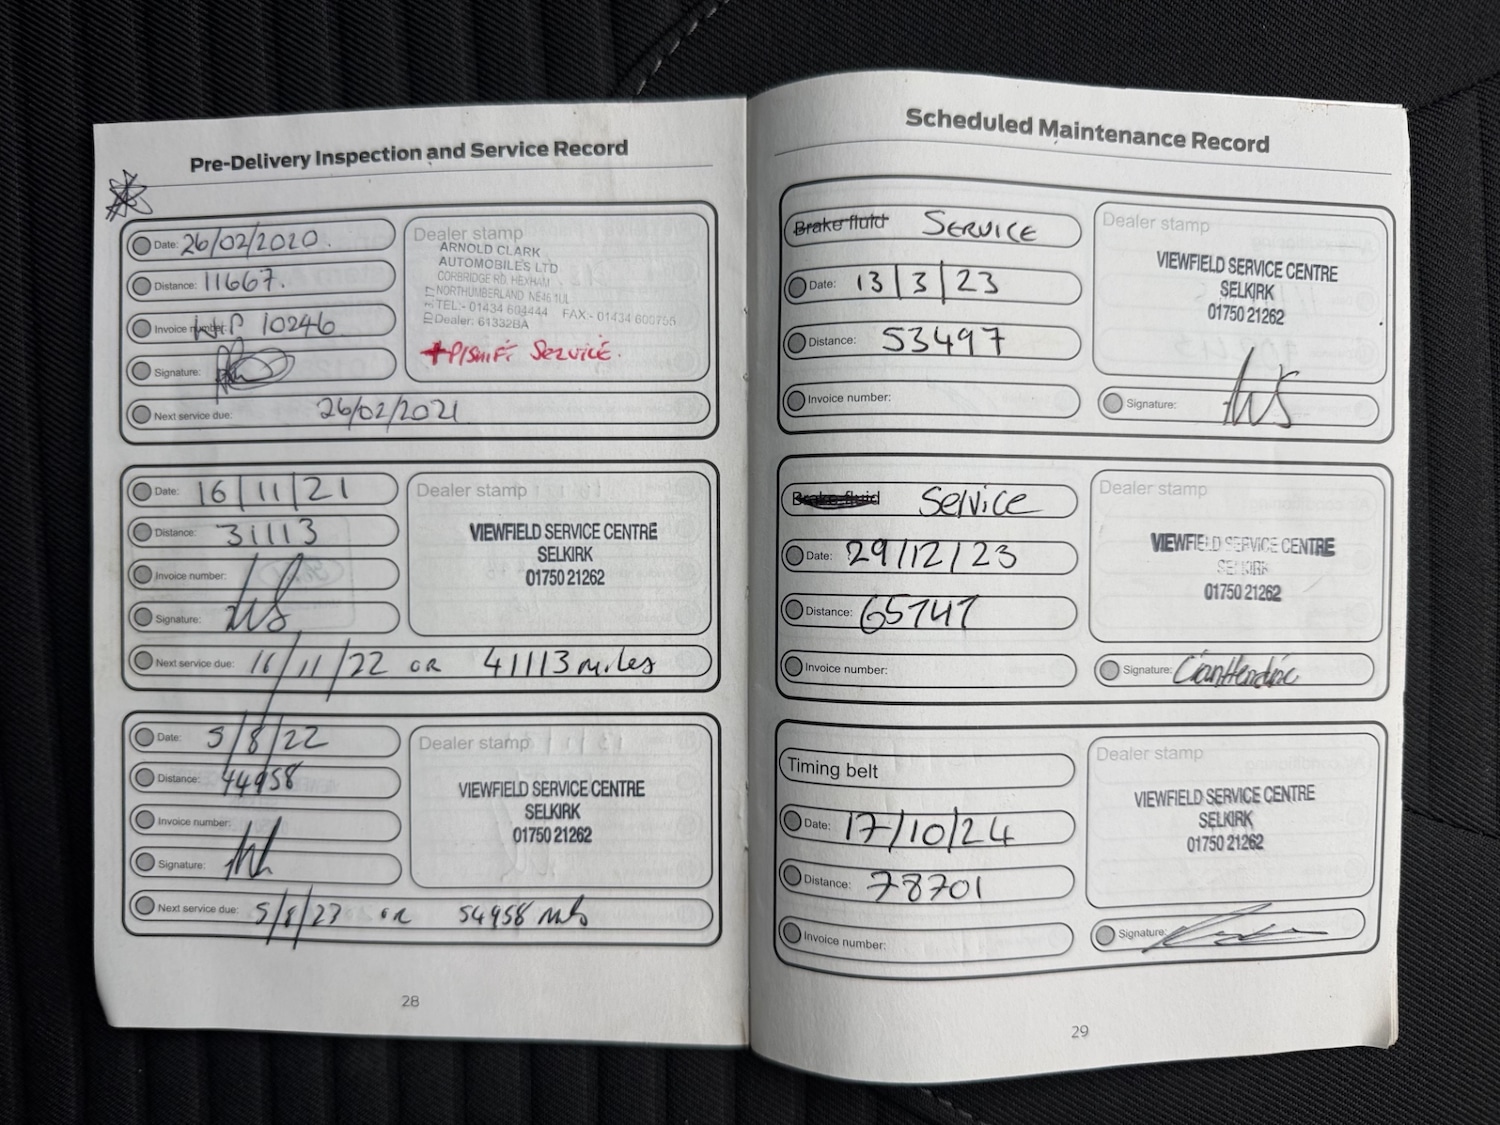 Pre-Delivery Inspection and Service Record
Date: 26/02/2020.
Distance: 11667.
Invoice number: 10246
Signature:
Next service due: 26/02/2021
Dealer stamp
ARNOLD CLARK
AUTOMOBILES LTD
CORBRIDGE RD, HEXHAM
NORTHUMBERLAND NE46 1UL
TEL:- 01434 604444 FAX - 01434
Dealer: 61332BA
SERVICE.
Date: 16/11/21
Distance: 31113
Invoice number:
Signature:
Next service due: 16/11/22 OR 41113 miles
Dealer stamp
VIEWFIELD SERVICE CENTRE
SELKIRK
01750 21262
Date: 5/8/22
Distance: 44958
Invoice number:
Signature:
Next service due: 5/8/23 OR 54958 mls
Dealer stamp
VIEWFIELD SERVICE CENTRE
SELKIRK
01750 21262
28
Scheduled Maintenance Record
Brake fluid SERVICE
Date: 13/3/23
Distance: 53497
Invoice number:
Dealer stamp
VIEWFIELD SERVICE CENTRE
SELKIRK
01750 21262
Signature:
Brake fluid Service
Date: 29/12/23
Distance: 65747
Invoice number:
Dealer stamp
VIEWFIELD SERVICE CENTRE
SELKIRK
01750 21262
Signature:
Timing belt
Date: 17/10/24
Distance: 78701
Invoice number:
Dealer stamp
VIEWFIELD SERVICE CENTRE
SELKIRK
01750 21262
Signature:
29